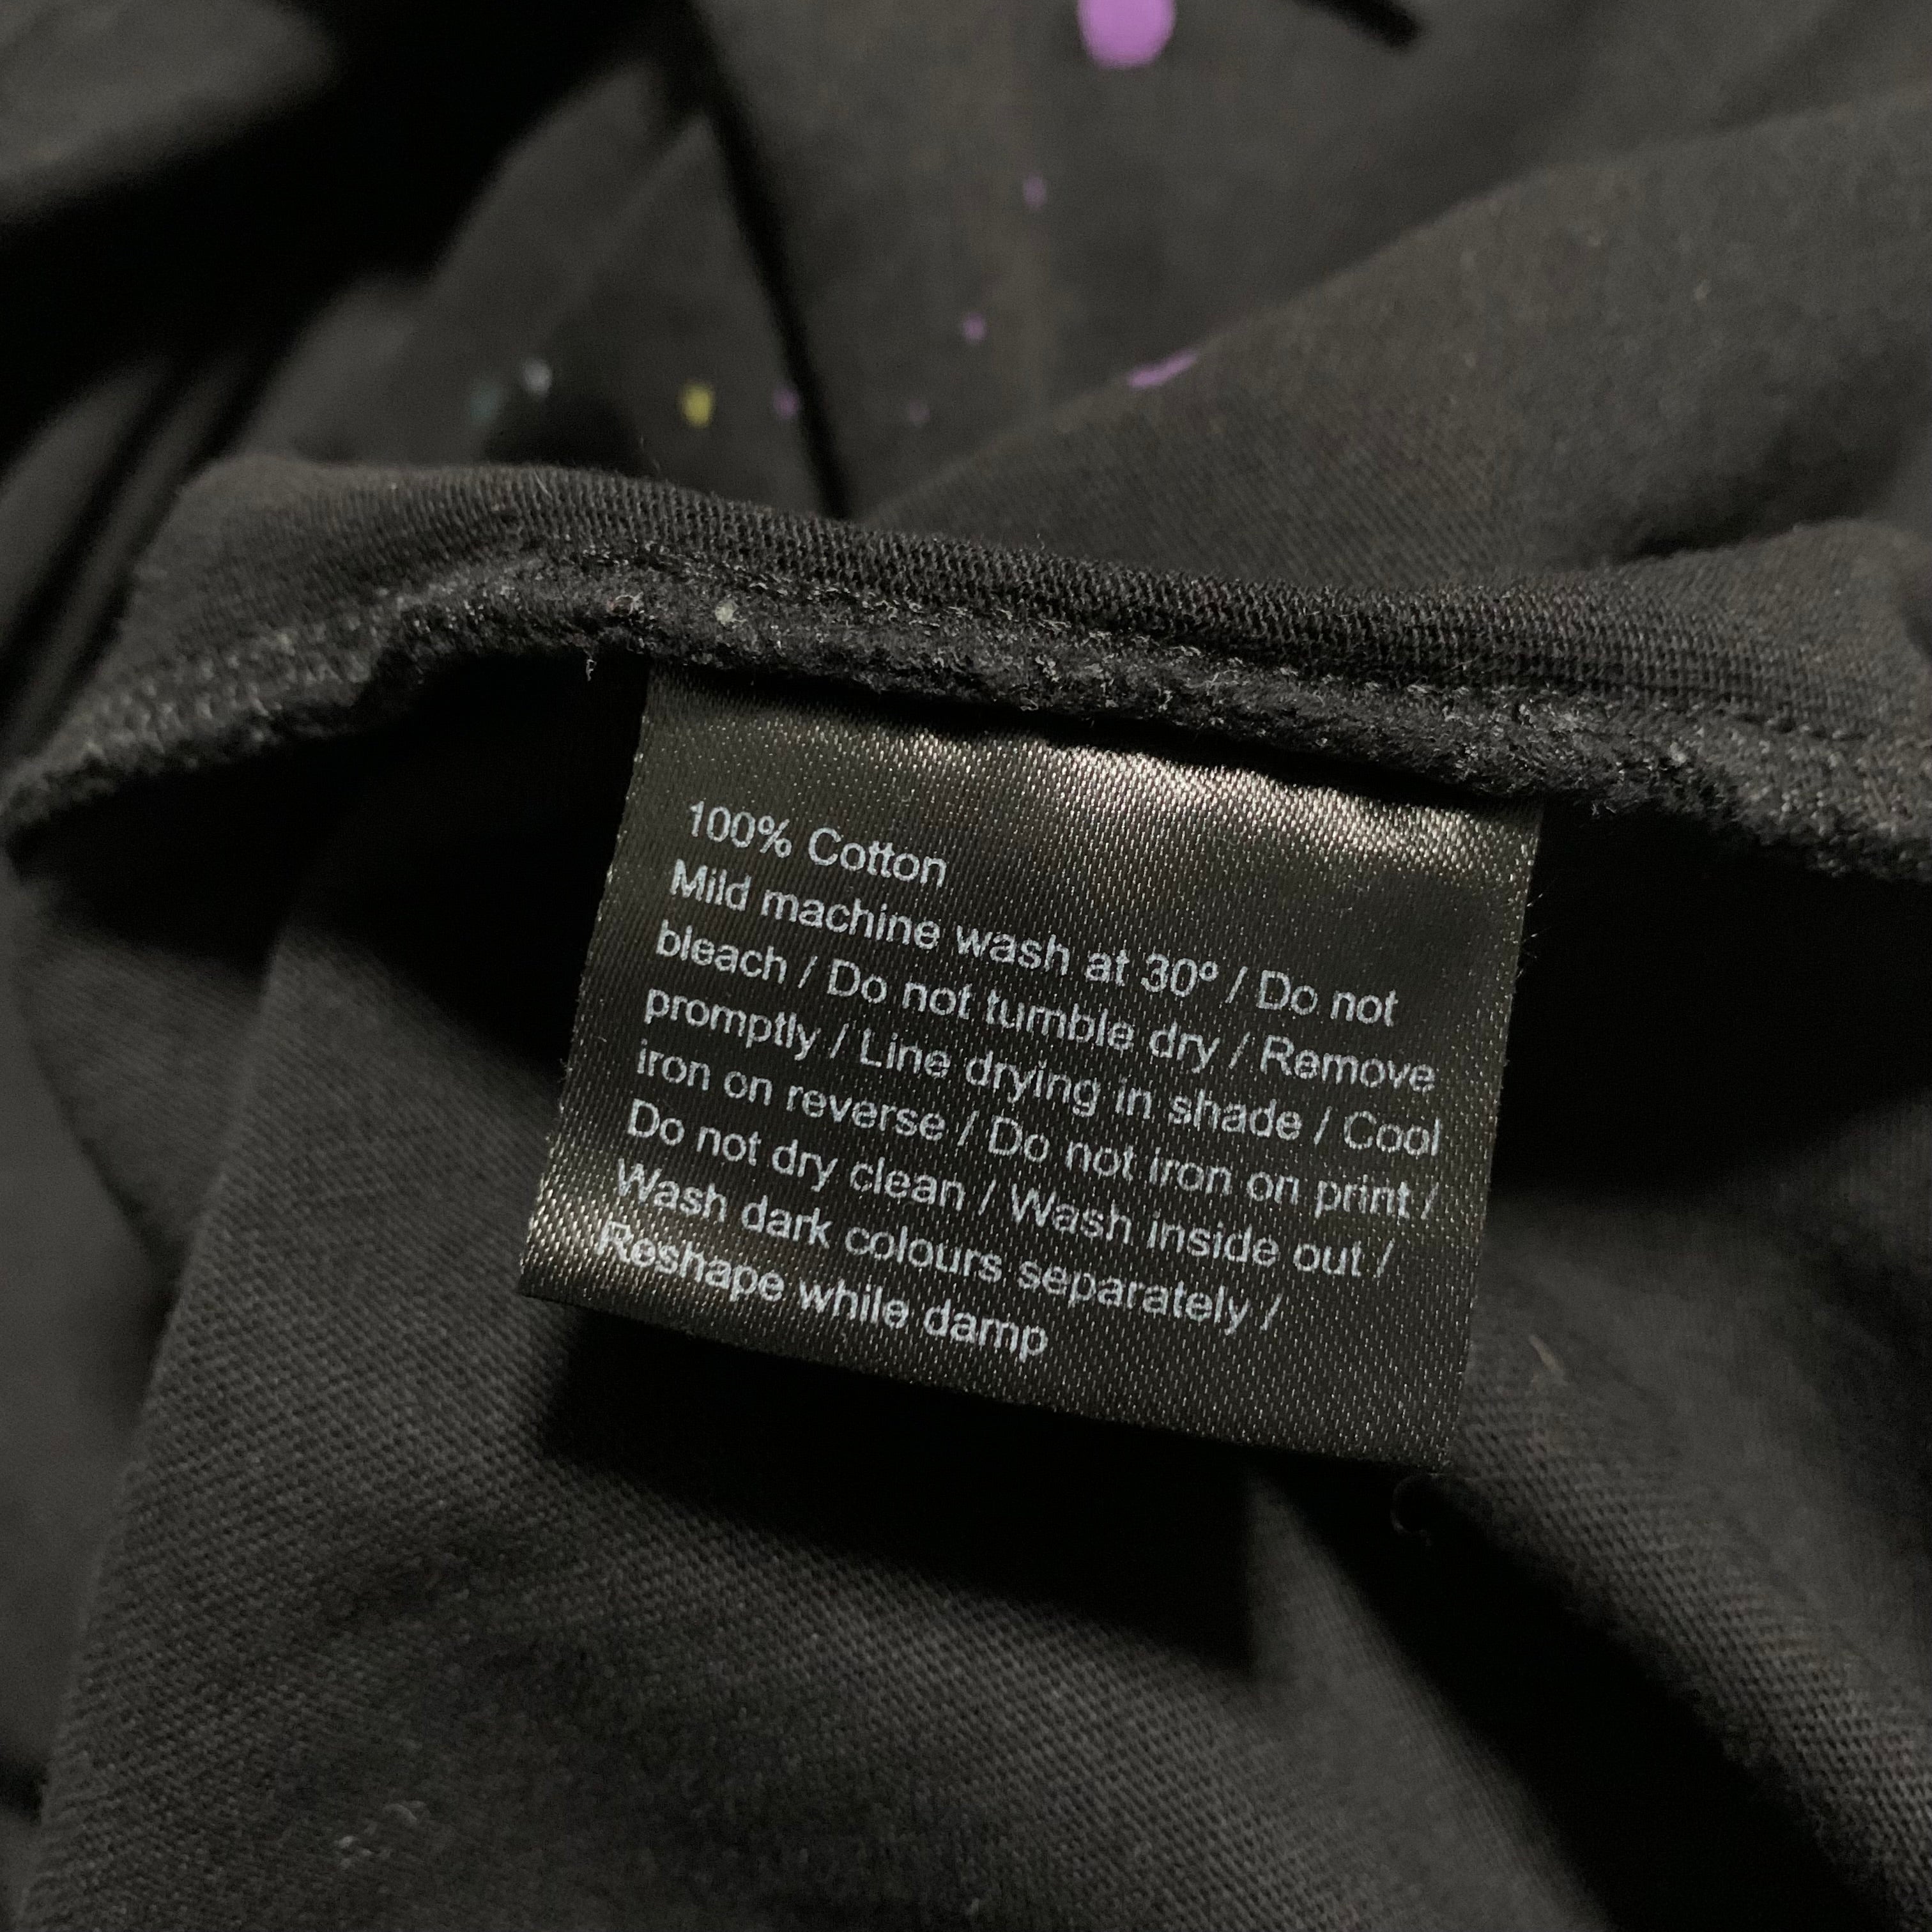 100% Cotton
Mild machine wash at 30º / Do not
bleach / Do not tumble dry / Remove
promptly / Line drying in shade / Cool
iron on reverse / Do not iron on print /
Do not dry clean / Wash inside out /
Wash dark colours separately /
Reshape while damp